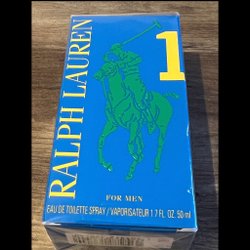 RALPH LAUREN
1
FOR MEN
EAU DE TOILETTE SPRAY / VAPORISATEUR 1.7 FL. OZ. 50 ml